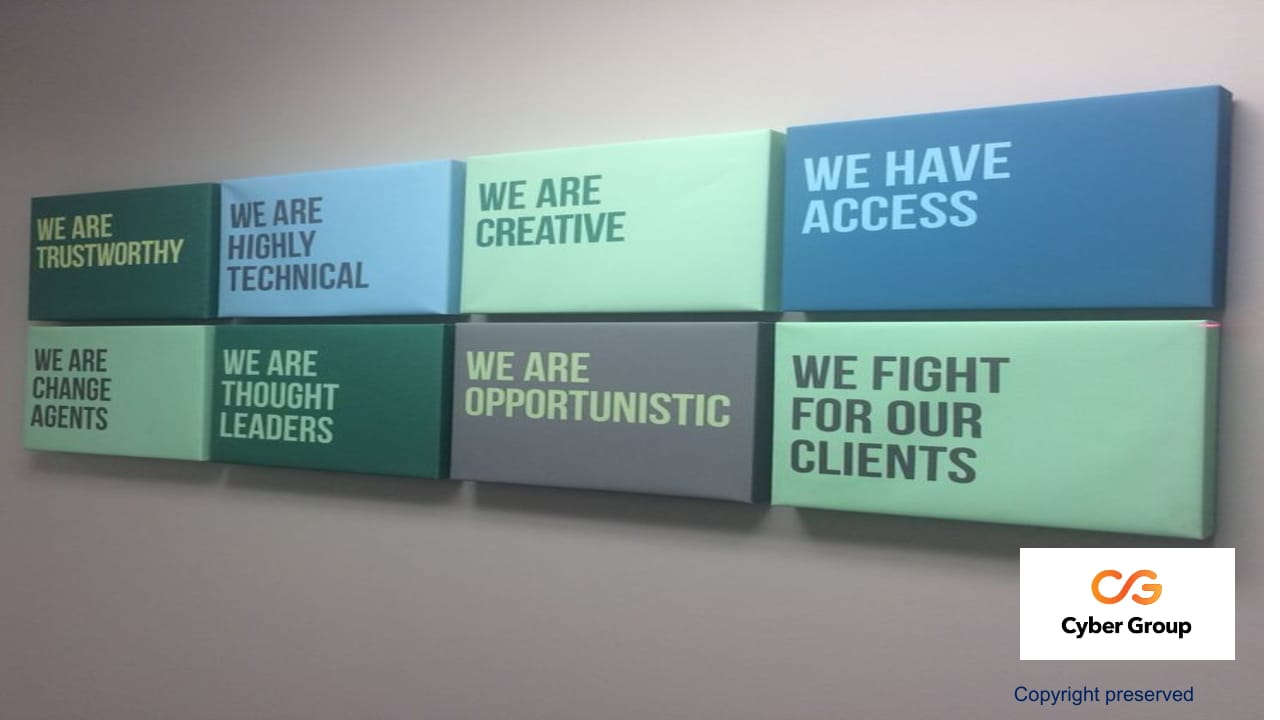 WE ARE
TRUSTWORTHY
WE ARE
HIGHLY
TECHNICAL
WE ARE
CREATIVE
WE HAVE
ACCESS
WE ARE
CHANGE
AGENTS
WE ARE
THOUGHT
LEADERS
WE ARE
OPPORTUNISTIC
WE FIGHT
FOR OUR
CLIENTS
CSG
Cyber Group
Copyright preserved